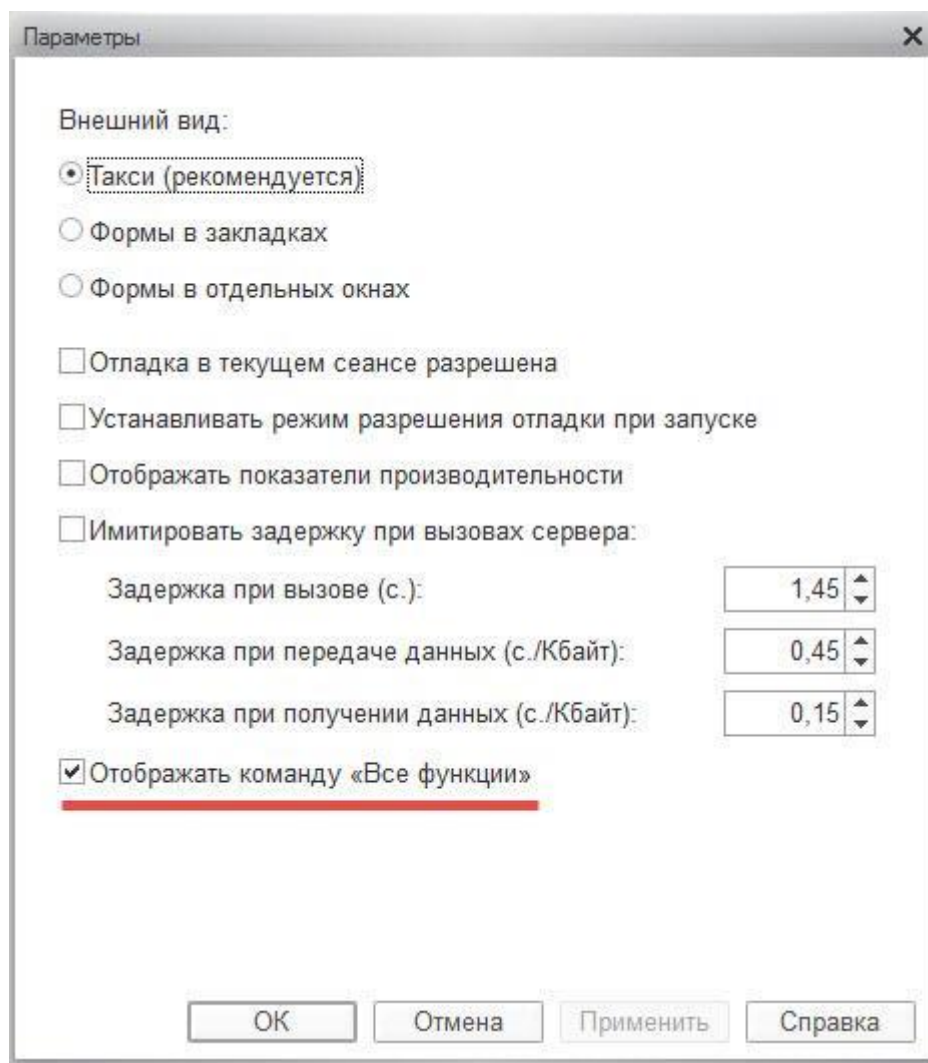 Параметры
Внешний вид:
Такси (рекомендуется)
Формы в закладках
Формы в отдельных окнах
Отладка в текущем сеансе разрешена
Устанавливать режим разрешения отладки при запуске
Отображать показатели производительности
Имитировать задержку при вызовах сервера:
Задержка при вызове (с.): 1,45
Задержка при передаче данных (с./Кбайт): 0,45
Задержка при получении данных (с./Кбайт): 0,15
Отображать команду «Все функции»
ОК Отмена Применить Справка